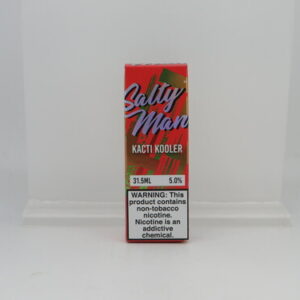 Salty
Man
KACTI KOOLER
31.5ML 5.0%
WARNING: This
product contains
non-tobacco
nicotine.
Nicotine is an
addictive
chemical.